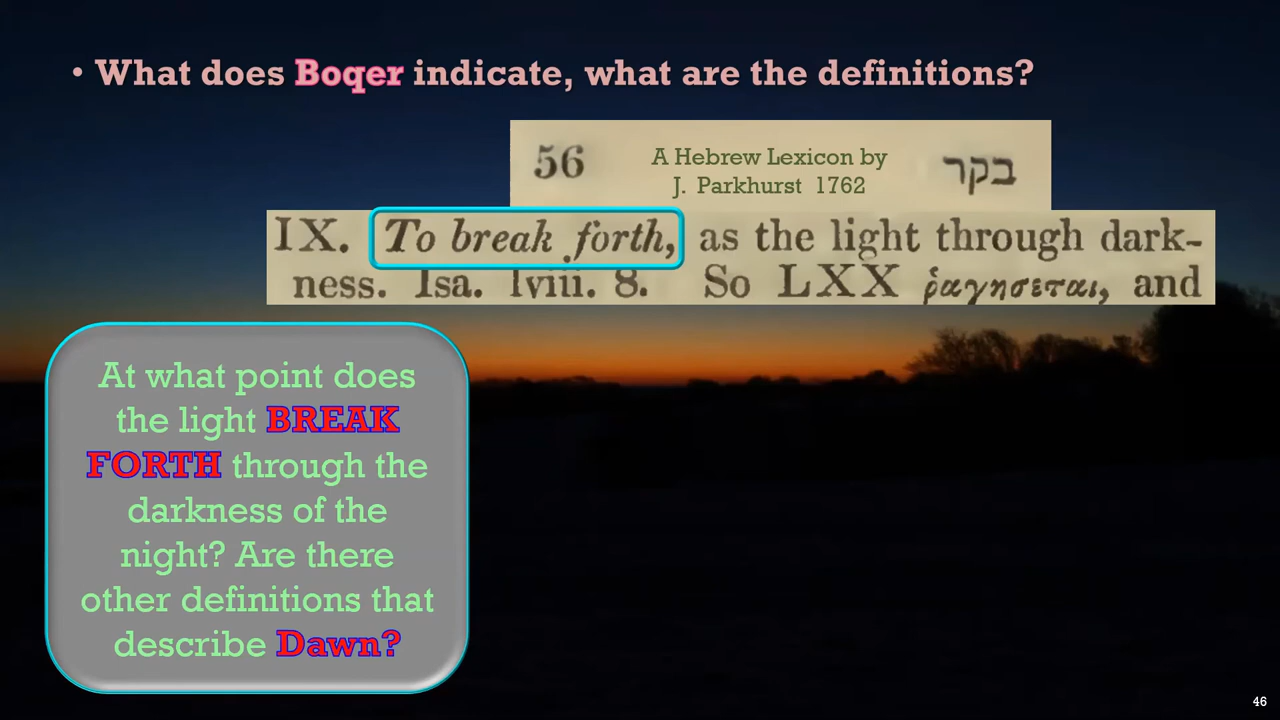 • What does Boqer indicate, what are the definitions?
56 A Hebrew Lexicon by בקר
J. Parkhurst 1762
IX. To break forth, as the light through dark-
ness. Isa. lviii. 8. So LXX ῥαγησεται, and
At what point does
the light BREAK
FORTH through the
darkness of the
night? Are there
other definitions that
describe Dawn?
46